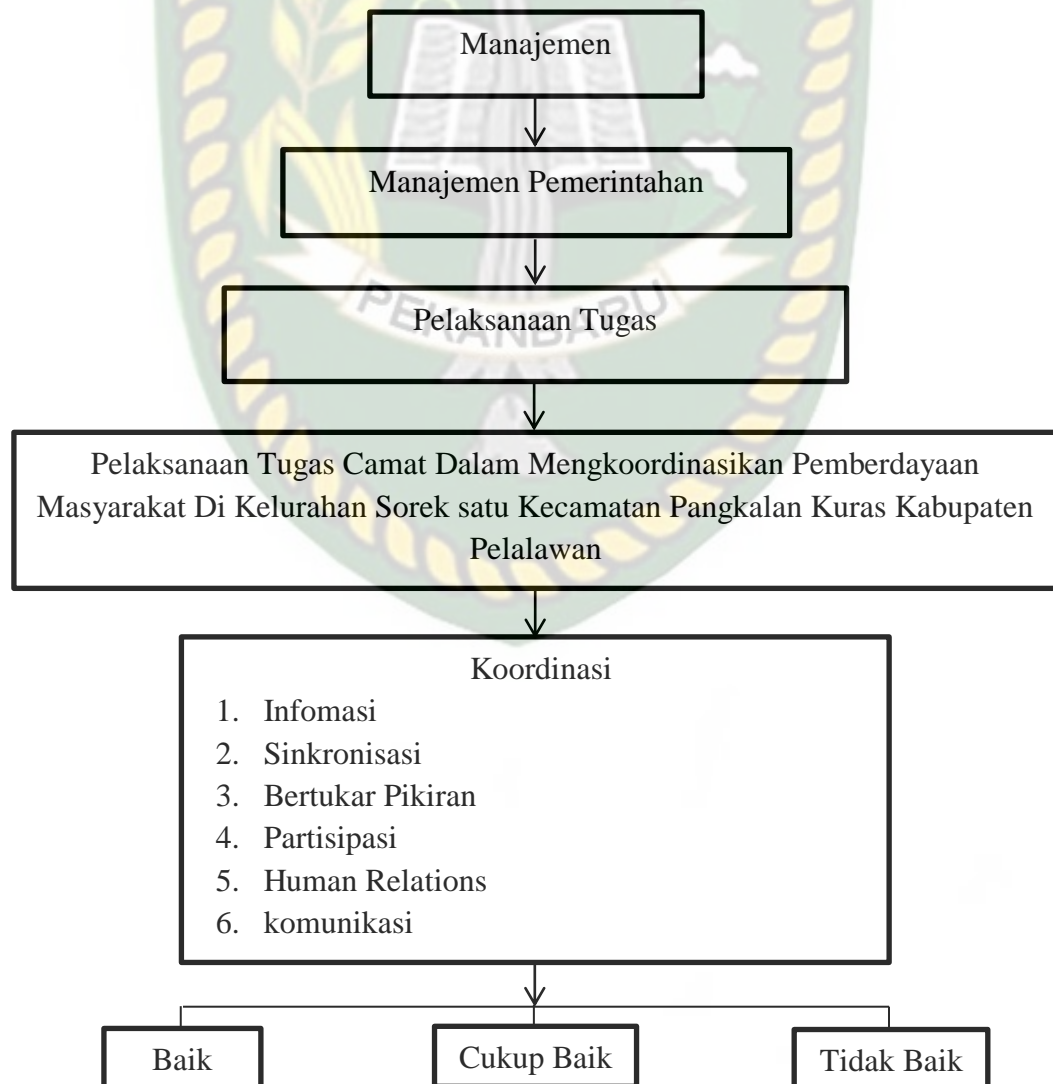 Manajemen
Manajemen Pemerintahan
PEKANBARU
Pelaksanaan Tugas
Pelaksanaan Tugas Camat Dalam Mengkoordinasikan Pemberdayaan
Masyarakat Di Kelurahan Sorek satu Kecamatan Pangkalan Kuras Kabupaten
Pelalawan
Koordinasi
1. Infomasi
2. Sinkronisasi
3. Bertukar Pikiran
4. Partisipasi
5. Human Relations
6. komunikasi
Baik
Cukup Baik
Tidak Baik